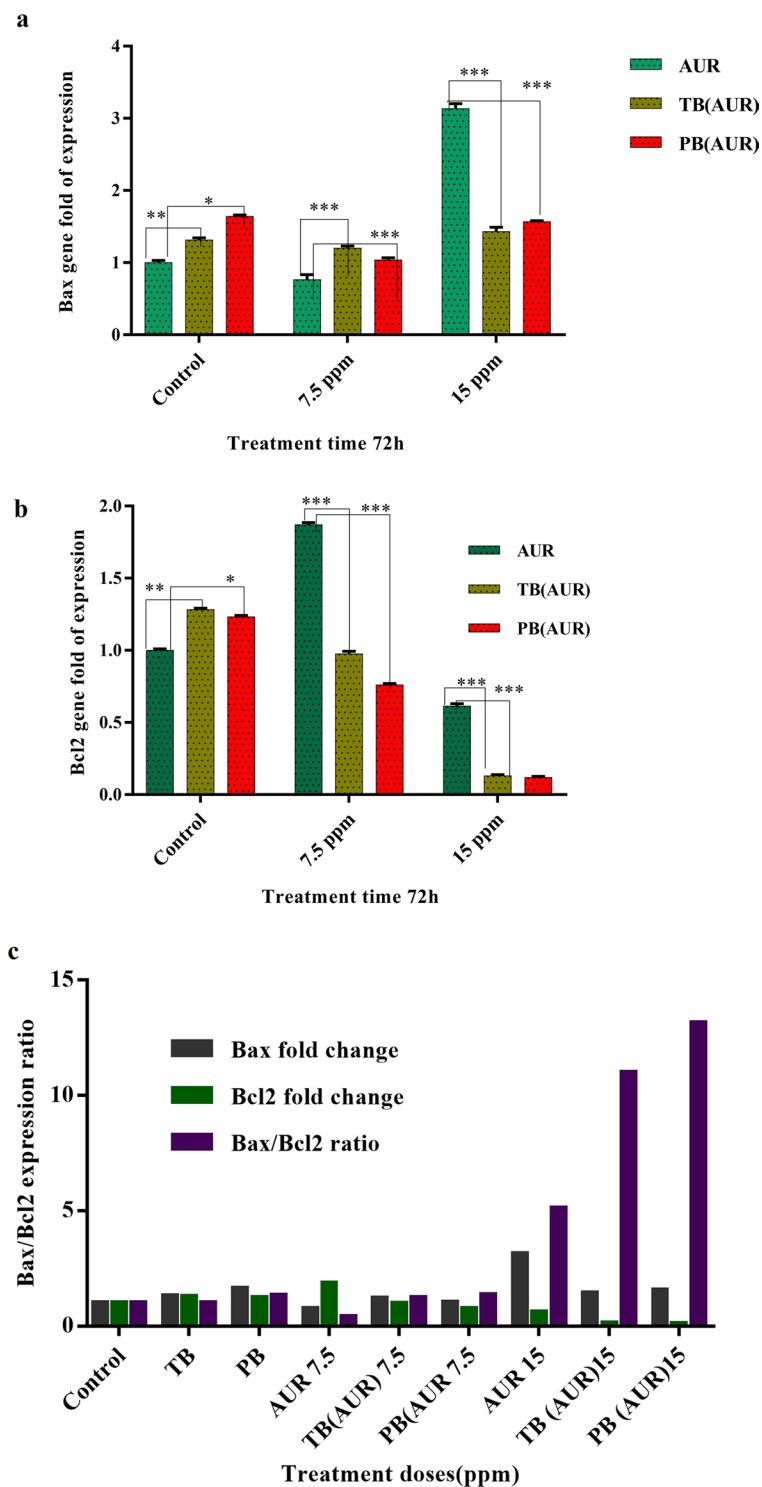 a
Bax gene fold of expression
4
3
2
1
0
**
*
***
***
***
***
AUR
TB(AUR)
PB(AUR)
Control
7.5 ppm
15 ppm
Treatment time 72h
b
Bcl2 gene fold of expression
2.0
1.5
1.0
0.5
0.0
**
*
***
***
***
***
AUR
TB(AUR)
PB(AUR)
Control
7.5 ppm
15 ppm
Treatment time 72h
c
Bax/Bcl2 expression ratio
15
10
5
0
Bax fold change
Bcl2 fold change
Bax/Bcl2 ratio
Control
TB
PB
AUR 7.5
TB(AUR) 7.5
PB(AUR 7.5
AUR 15
TB (AUR)15
PB (AUR)15
Treatment doses(ppm)